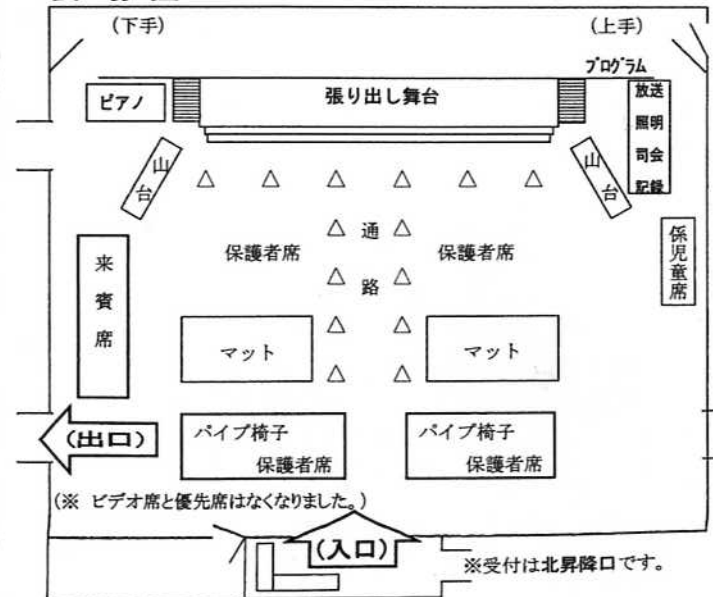 (下手)
(上手)
プログラム
ピアノ
張り出し舞台
放送
照明
司会
記録
山台
山台
通路
保護者席
保護者席
係児童席
来賓席
マット
マット
(出口)
パイプ椅子
保護者席
パイプ椅子
保護者席
(※ ビデオ席と優先席はなくなりました。)
(入口)
※受付は北昇降口です。